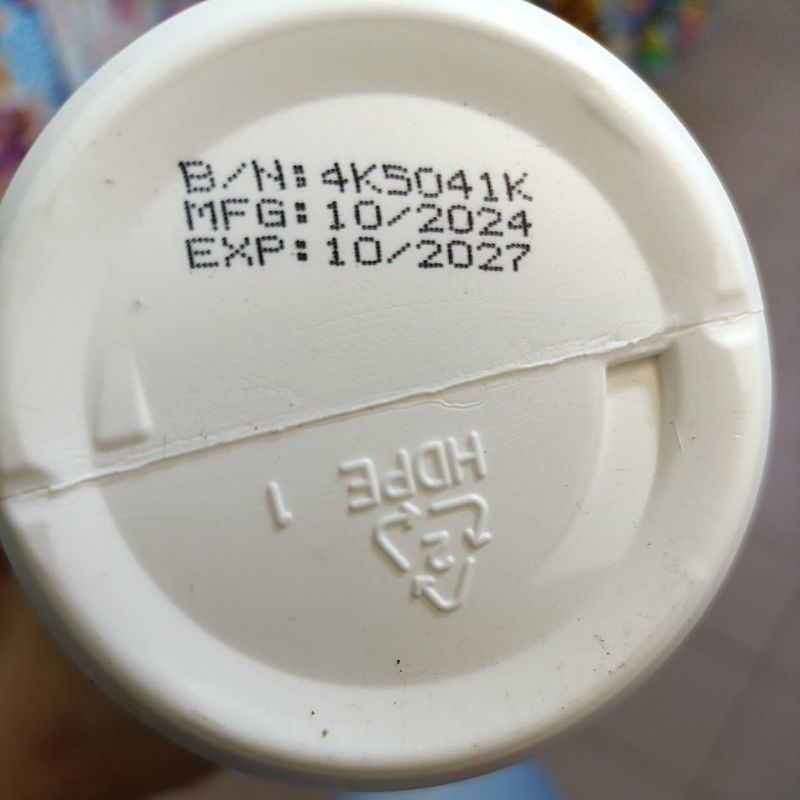 B/N: 4K5041K
MFG: 10/2024
EXP: 10/2027
HDPE 1
2